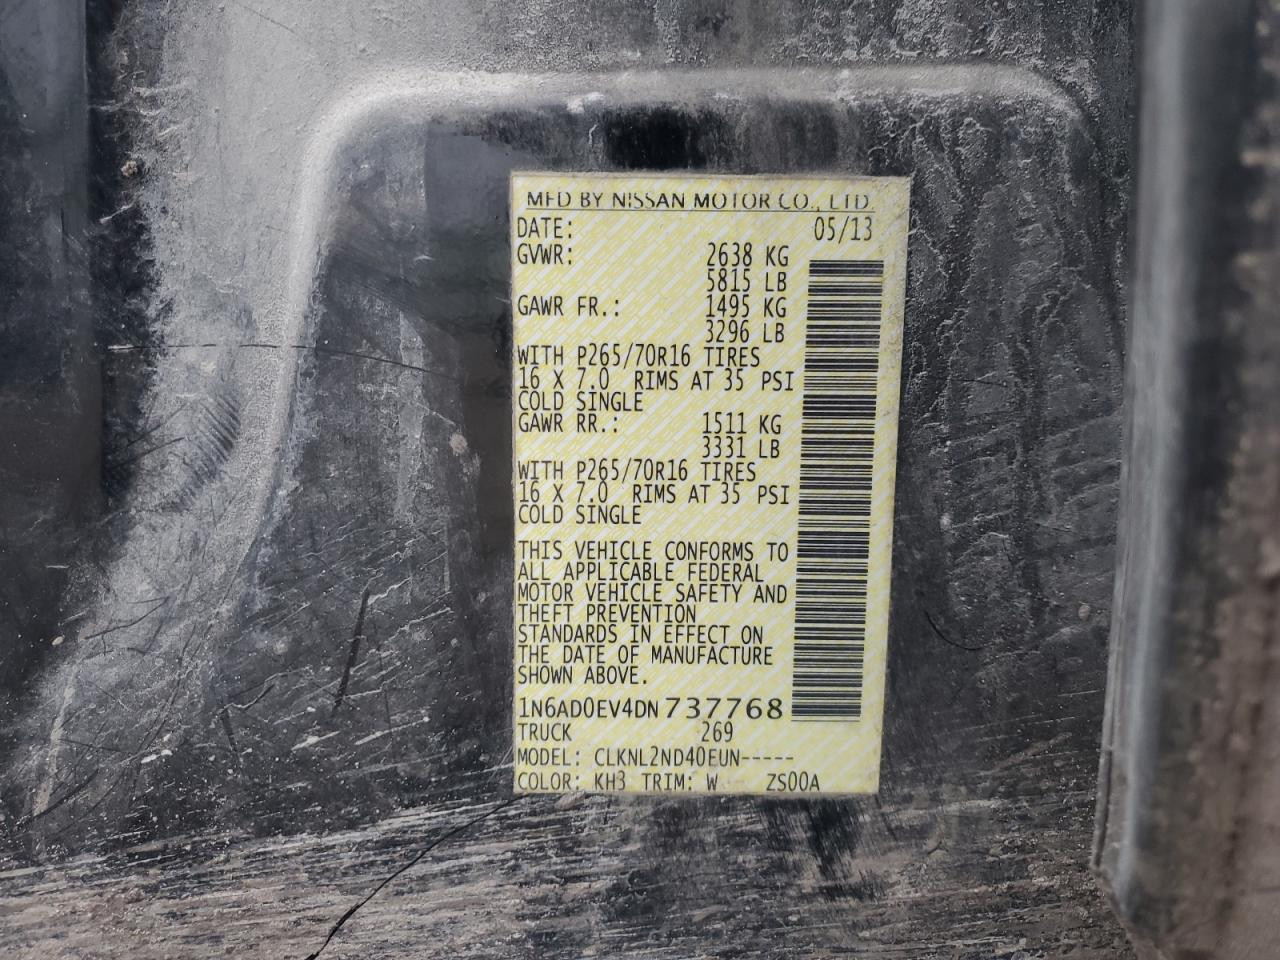 MFD BY NISSAN MOTOR CO., LTD.
DATE: 05/13
GVWR: 2638 KG
5815 LB
GAWR FR.: 1495 KG
3296 LB
WITH P265/70R16 TIRES
16 X 7.0 RIMS AT 35 PSI
COLD SINGLE
GAWR RR.: 1511 KG
3331 LB
WITH P265/70R16 TIRES
16 X 7.0 RIMS AT 35 PSI
COLD SINGLE
THIS VEHICLE CONFORMS TO
ALL APPLICABLE FEDERAL
MOTOR VEHICLE SAFETY AND
THEFT PREVENTION
STANDARDS IN EFFECT ON
THE DATE OF MANUFACTURE
SHOWN ABOVE.
1N6AD0EV4DN737768
TRUCK 269
MODEL: CLKNL2ND40EUN-----
COLOR: KH3 TRIM: W ZS00A